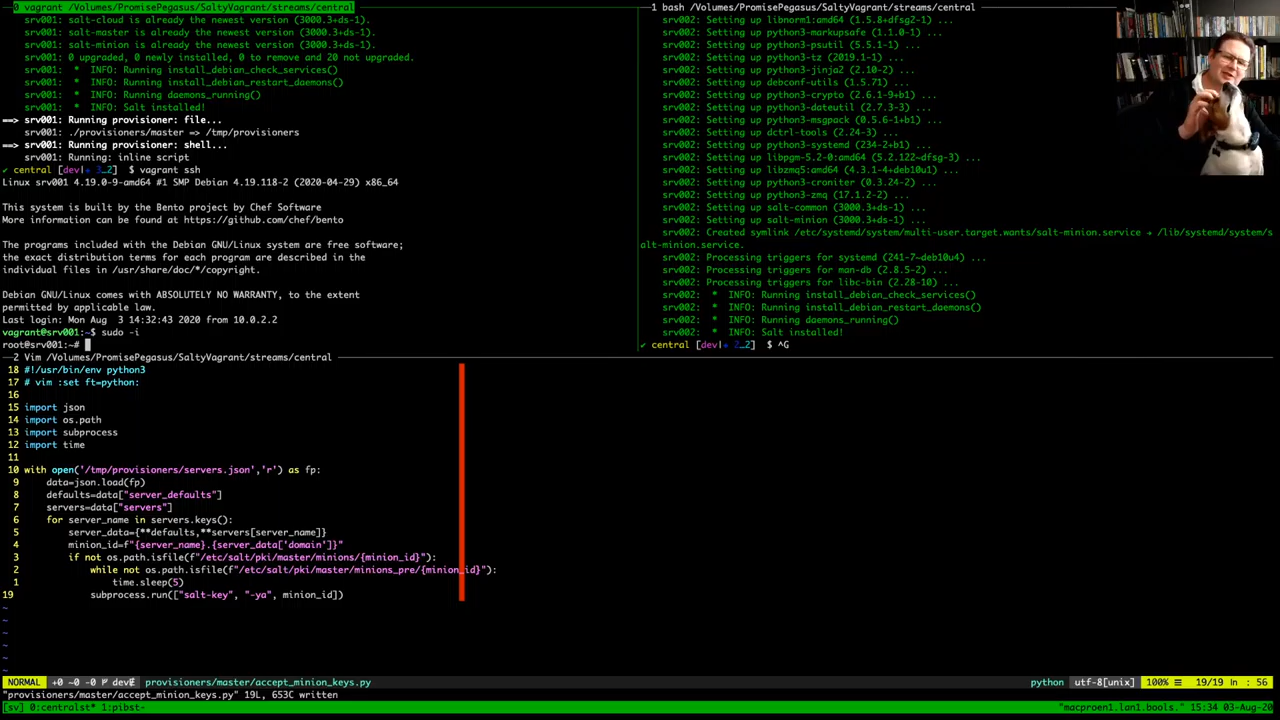 0 vagrant /Volumes/PromisePegasus/SaltyVagrant/streams/central
srv001: salt-cloud is already the newest version (3000.3+ds-1).
srv001: salt-master is already the newest version (3000.3+ds-1).
srv001: salt-minion is already the newest version (3000.3+ds-1).
srv001: 0 upgraded, 0 newly installed, 0 to remove and 20 not upgraded.
srv001:  *  INFO: Running install_debian_check_services()
srv001:  *  INFO: Running install_debian_restart_daemons()
srv001:  *  INFO: Running daemons_running()
srv001:  *  INFO: Salt installed!
==> srv001: Running provisioner: file...
srv001: ./provisioners/master => /tmp/provisioners
==> srv001: Running provisioner: shell...
srv001: Running: inline script
✔ central [dev|✶ 3…2]  $ vagrant ssh
Linux srv001 4.19.0-9-amd64 #1 SMP Debian 4.19.118-2 (2020-04-29) x86_64
This system is built by the Bento project by Chef Software
More information can be found at https://github.com/chef/bento
The programs included with the Debian GNU/Linux system are free software;
the exact distribution terms for each program are described in the
individual files in /usr/share/doc/*/copyright.
Debian GNU/Linux comes with ABSOLUTELY NO WARRANTY, to the extent
permitted by applicable law.
Last login: Mon Aug  3 14:32:43 2020 from 10.0.2.2
vagrant@srv001:~$ sudo -i
root@srv001:~#
1 bash /Volumes/PromisePegasus/SaltyVagrant/streams/central
srv002: Setting up libnorm1:amd64 (1.5.8+dfsg2-1) ...
srv002: Setting up python3-markupsafe (1.1.0-1) ...
srv002: Setting up python3-psutil (5.5.1-1) ...
srv002: Setting up python3-tz (2019.1-1) ...
srv002: Setting up python3-jinja2 (2.10-2) ...
srv002: Setting up debconf-utils (1.5.71) ...
srv002: Setting up python3-crypto (2.6.1-9+b1) ...
srv002: Setting up python3-dateutil (2.7.3-3) ...
srv002: Setting up python3-msgpack (0.5.6-1+b1) ...
srv002: Setting up dctrl-tools (2.24-3) ...
srv002: Setting up python3-systemd (234-2+b1) ...
srv002: Setting up libpgm-5.2-0:amd64 (5.2.122~dfsg-3) ...
srv002: Setting up libzmq5:amd64 (4.3.1-4+deb10u1) ...
srv002: Setting up python3-croniter (0.3.24-2) ...
srv002: Setting up python3-zmq (17.1.2-2) ...
srv002: Setting up salt-common (3000.3+ds-1) ...
srv002: Setting up salt-minion (3000.3+ds-1) ...
srv002: Created symlink /etc/systemd/system/multi-user.target.wants/salt-minion.service → /lib/systemd/system/s
alt-minion.service.
srv002: Processing triggers for systemd (241-7~deb10u4) ...
srv002: Processing triggers for man-db (2.8.5-2) ...
srv002: Processing triggers for libc-bin (2.28-10) ...
srv002:  *  INFO: Running install_debian_check_services()
srv002:  *  INFO: Running install_debian_restart_daemons()
srv002:  *  INFO: Running daemons_running()
srv002:  *  INFO: Salt installed!
✔ central [dev|✶ 2…2]  $ ^G
2 Vim /Volumes/PromisePegasus/SaltyVagrant/streams/central
18 #!/usr/bin/env python3
17 # vim :set ft=python:
16
15 import json
14 import os.path
13 import subprocess
12 import time
11
10 with open('/tmp/provisioners/servers.json','r') as fp:
9     data=json.load(fp)
8     defaults=data["server_defaults"]
7     servers=data["servers"]
6     for server_name in servers.keys():
5         server_data={**defaults,**servers[server_name]}
4         minion_id=f"{server_name}.{server_data['domain']}"
3         if not os.path.isfile(f"/etc/salt/pki/master/minions/{minion_id}"):
2             while not os.path.isfile(f"/etc/salt/pki/master/minions_pre/{minion_id}"):
1                 time.sleep(5)
19             subprocess.run(["salt-key", "-ya", minion_id])
~
~
~
~
~
~
NORMAL  +0 ~0 -0 dev  provisioners/master/accept_minion_keys.py  python  utf-8[unix]  100% ≡  19/19 ln : 56
"provisioners/master/accept_minion_keys.py" 19L, 653C written
[sv] 0:centralst* 1:pibst-  "macproen1.lan1.bools." 15:34 03-Aug-20